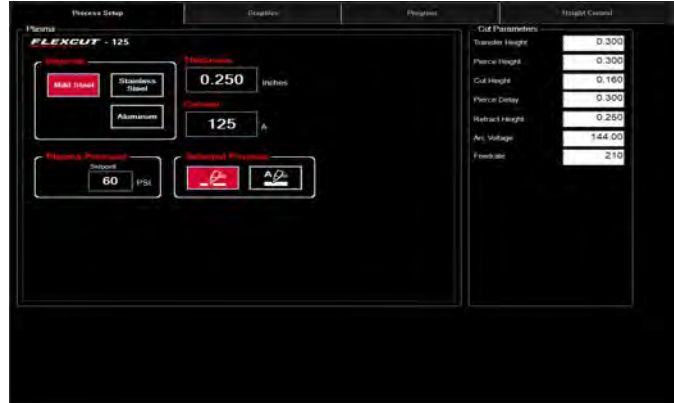 Process Setup
Graphics
Program
Height Control
Plasma
FLEXCUT - 125
Material
Mild Steel
Stainless Steel
Aluminum
Thickness
0.250 inches
Current
125 A
Plasma Pressure
Setpoint
60 PSI
Selected Process
A
Cut Parameters
Transfer Height 0.300
Pierce Height 0.300
Cut Height 0.160
Pierce Delay 0.300
Retract Height 0.250
Arc Voltage 144.00
Feedrate 210